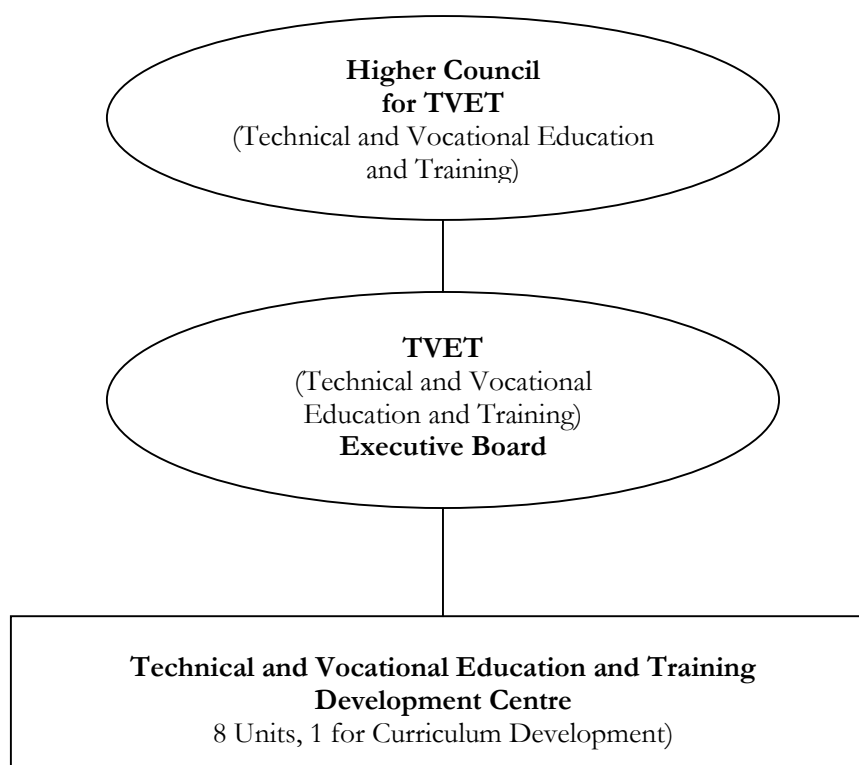 Higher Council
for TVET
(Technical and Vocational Education
and Training)
TVET
(Technical and Vocational
Education and Training)
Executive Board
Technical and Vocational Education and Training
Development Centre
8 Units, 1 for Curriculum Development)